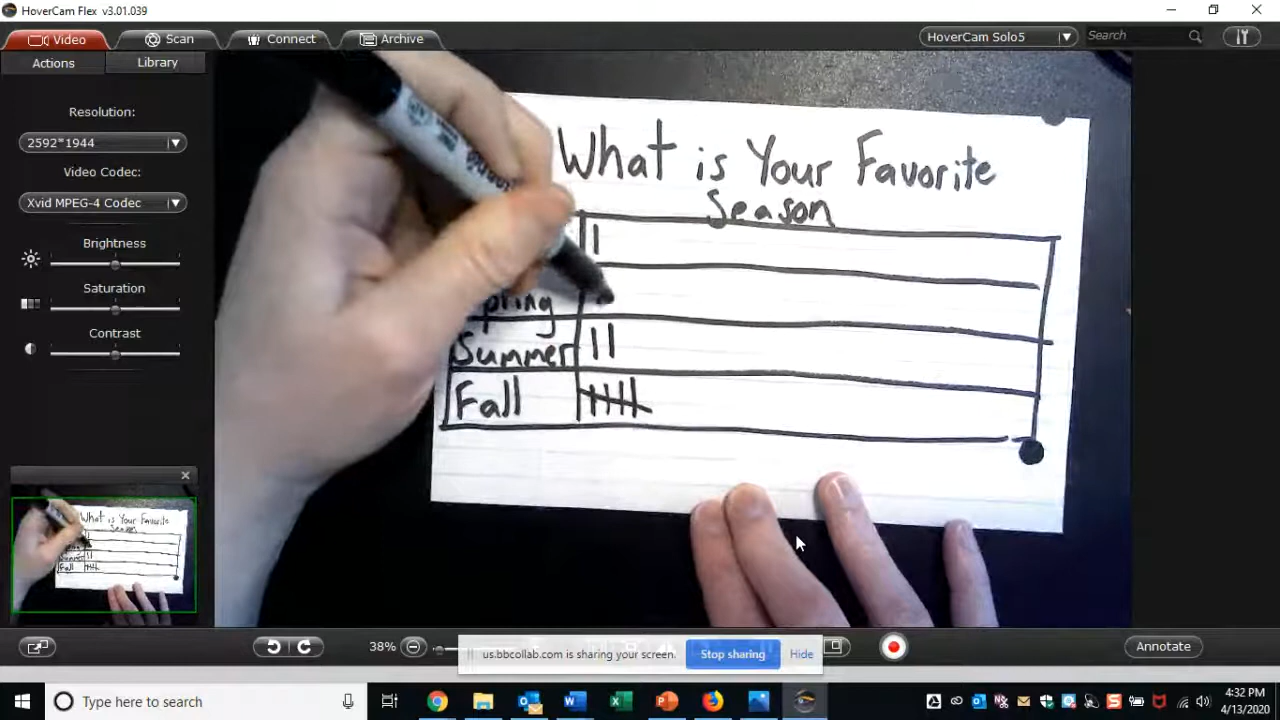 HoverCam Flex v3.01.039
Video Scan Connect Archive HoverCam Solo5 Search
Actions Library
Resolution:
2592*1944
Video Codec:
Xvid MPEG-4 Codec
Brightness
Saturation
Contrast
What is Your Favorite
Season
Summer
Fall
38%
us.bbcollab.com is sharing your screen. Stop sharing Hide
Annotate
Type here to search
4:32 PM
4/13/2020